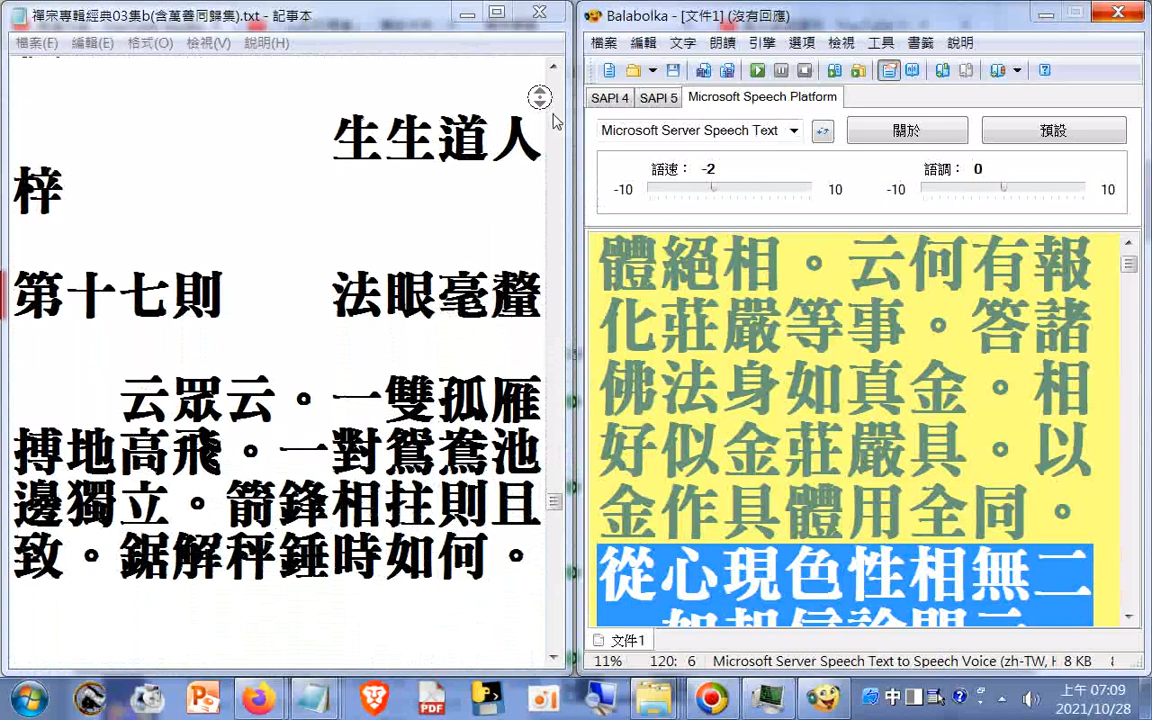 禪宗專輯經典03集b(含萬善同歸集).txt - 記事本
檔案(F) 編輯(E) 格式(O) 檢視(V) 說明(H)
生生道人
梓
第十七則 法眼毫釐
云眾云。一雙孤雁
搏地高飛。一對鴛鴦池
邊獨立。箭鋒相拄則且
致。鋸解秤錘時如何。
Balabolka - [文件1] (沒有回應)
檔案 編輯 文字 朗讀 引擎 選項 檢視 工具 書籤 說明
SAPI 4 SAPI 5 Microsoft Speech Platform
Microsoft Server Speech Text 關於 預設
語速： -2 語調： 0
-10 10 -10 10
體絕相。云何有報
化莊嚴等事。答諸
佛法身如真金。相
好似金莊嚴具。以
金作具體用全同。
從心現色性相無二
文件1
11% 120: 6 Microsoft Server Speech Text to Speech Voice (zh-TW, H 8 KB
中
上午 07:09
2021/10/28